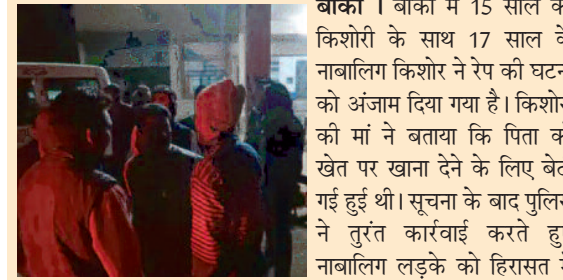 बांका । बांका में 15 साल
किशोरी के साथ 17 साल
नाबालिग किशोर ने रेप की
को अंजाम दिया गया है।
की मां ने बताया कि पिता
खेत पर खाना देने के लिए
गई हुई थी। सूचना के बाद
ने तुरंत कार्रवाई करते
नाबालिग लड़के को हिरासत